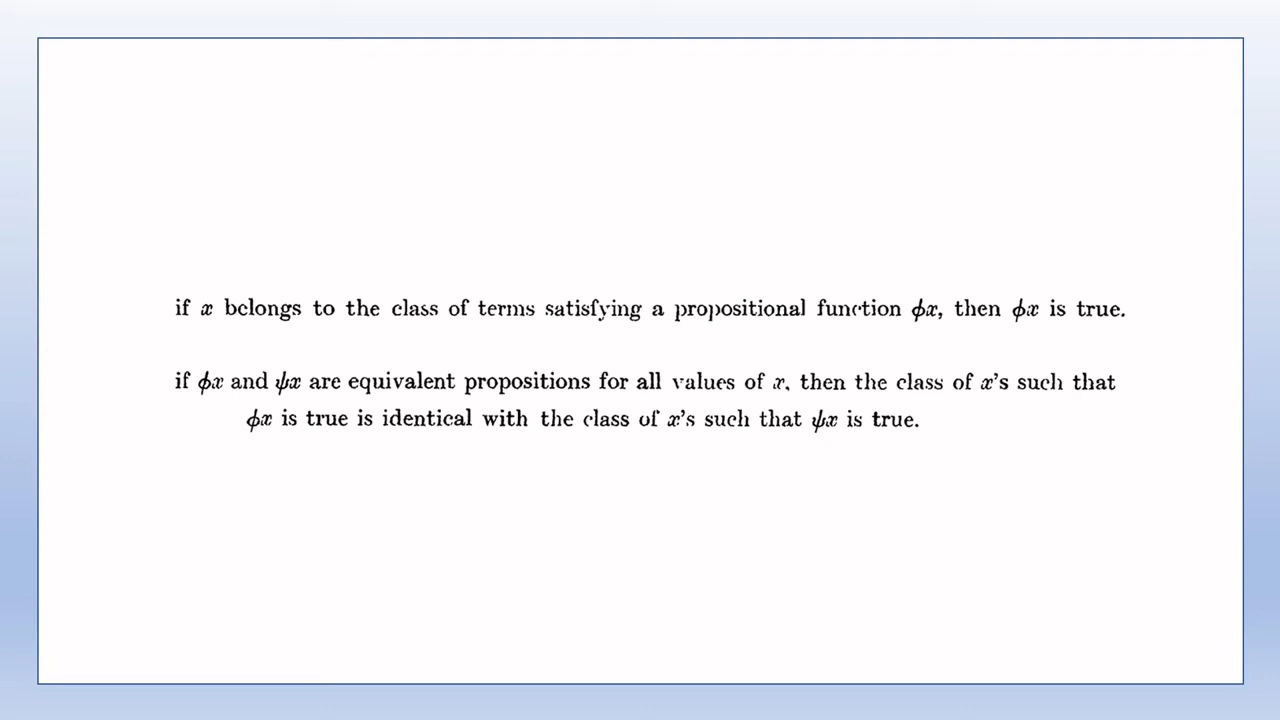 if x belongs to the class of terms satisfying a propositional function ϕx, then ϕx is true.
if ϕx and ψx are equivalent propositions for all values of x, then the class of x's such that
ϕx is true is identical with the class of x's such that ψx is true.